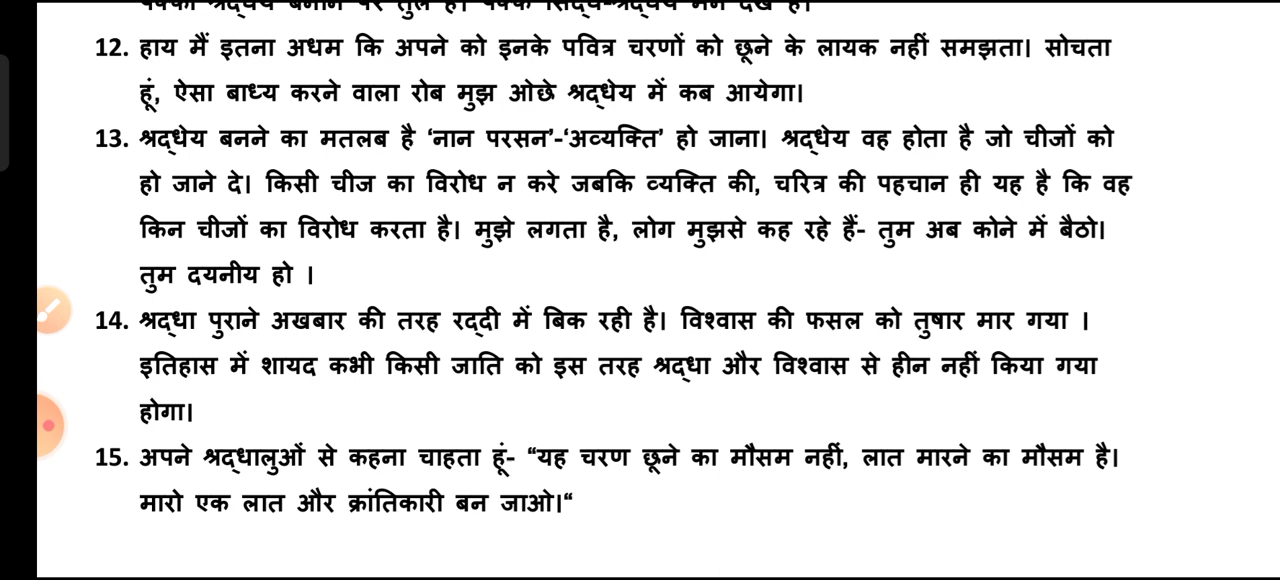 12. हाय मैं इतना अधम कि अपने को इनके पवित्र चरणों को छूने के लायक नहीं समझता। सोचता
हूं, ऐसा बाध्य करने वाला रोब मुझ ओछे श्रद्धेय में कब आयेगा।
13. श्रद्धेय बनने का मतलब है ‘नान परसन’-‘अव्यक्ति’ हो जाना। श्रद्धेय वह होता है जो चीजों को
हो जाने दे। किसी चीज का विरोध न करे जबकि व्यक्ति की, चरित्र की पहचान ही यह है कि वह
किन चीजों का विरोध करता है। मुझे लगता है, लोग मुझसे कह रहे हैं- तुम अब कोने में बैठो।
तुम दयनीय हो ।
14. श्रद्धा पुराने अखबार की तरह रद्दी में बिक रही है। विश्वास की फसल को तुषार मार गया ।
इतिहास में शायद कभी किसी जाति को इस तरह श्रद्धा और विश्वास से हीन नहीं किया गया
होगा।
15. अपने श्रद्धालुओं से कहना चाहता हूं- “यह चरण छूने का मौसम नहीं, लात मारने का मौसम है।
मारो एक लात और क्रांतिकारी बन जाओ।“